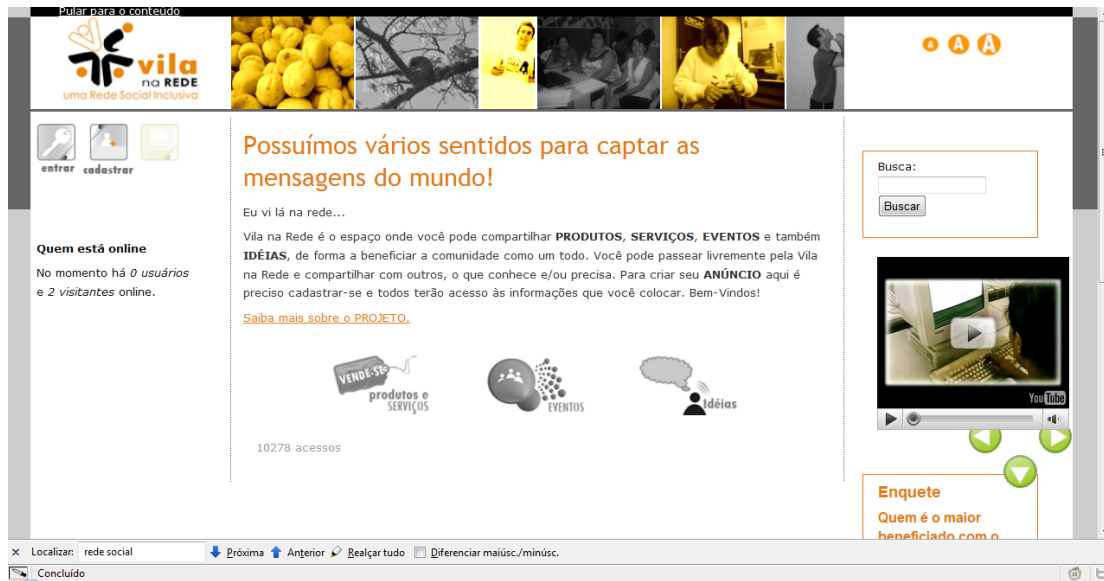 Pular para o conteúdo
vila
na REDE
uma Rede Social Inclusiva
A A A
entrar cadastrar
Quem está online
No momento há 0 usuários
e 2 visitantes online.
Possuímos vários sentidos para captar as
mensagens do mundo!
Eu vi lá na rede...
Vila na Rede é o espaço onde você pode compartilhar PRODUTOS, SERVIÇOS, EVENTOS e também
IDÉIAS, de forma a beneficiar a comunidade como um todo. Você pode passear livremente pela Vila
na Rede e compartilhar com outros, o que conhece e/ou precisa. Para criar seu ANÚNCIO aqui é
preciso cadastrar-se e todos terão acesso às informações que você colocar. Bem-Vindos!
Saiba mais sobre o PROJETO.
VENDE-SE
produtos e
SERVIÇOS
EVENTOS
Idéias
10278 acessos
Busca:
Buscar
YouTube
Enquete
Quem é o maior
beneficiado com o
Localizar: rede social Próxima Anterior Realçar tudo Diferenciar maiúsc./minúsc.
Concluído